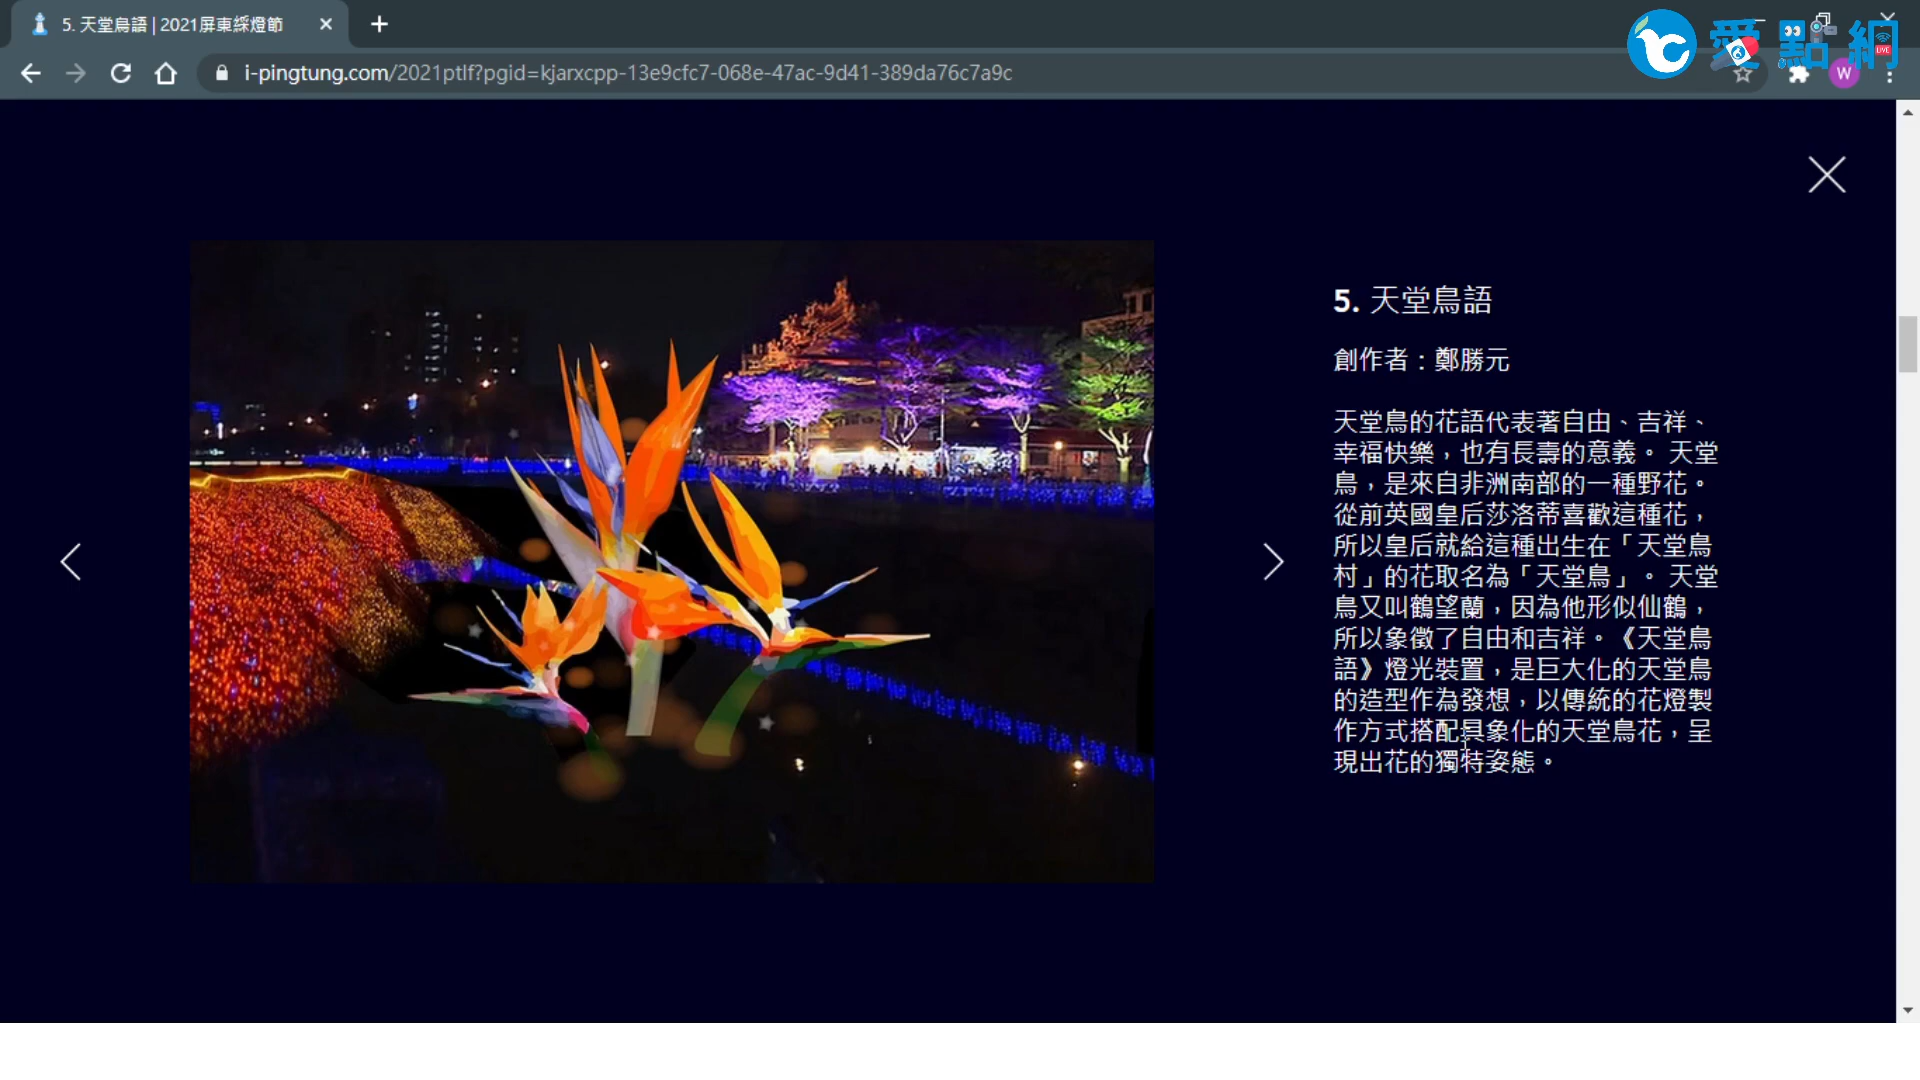 5. 天堂鳥語 | 2021屏東綵燈節
愛點網
LIVE
i-pingtung.com/2021ptlf?pgid=kjarxcpp-13e9cfc7-068e-47ac-9d41-389da76c7a9c
W
5. 天堂鳥語
創作者：鄭勝元
天堂鳥的花語代表著自由、吉祥、
幸福快樂，也有長壽的意義。 天堂
鳥，是來自非洲南部的一種野花。
從前英國皇后莎洛蒂喜歡這種花，
所以皇后就給這種出生在「天堂鳥
村」的花取名為「天堂鳥」。 天堂
鳥又叫鶴望蘭，因為他形似仙鶴，
所以象徵了自由和吉祥。《天堂鳥
語》燈光裝置，是巨大化的天堂鳥
的造型作為發想，以傳統的花燈製
作方式搭配具象化的天堂鳥花，呈
現出花的獨特姿態。